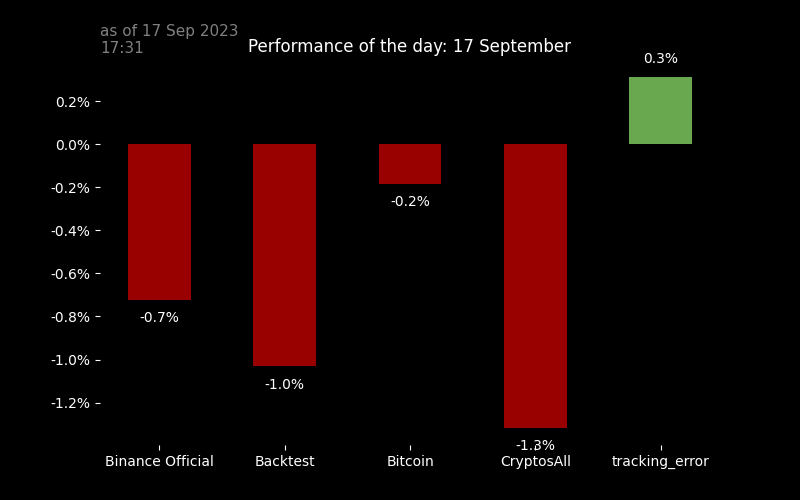 as of 17 Sep 2023
17:31
Performance of the day: 17 September
0.3%
0.2%
0.0%
-0.2%
-0.4%
-0.6%
-0.8%
-1.0%
-1.2%
-0.7%
-1.0%
-0.2%
-1.3%
Binance Official
Backtest
Bitcoin
CryptosAll
tracking_error